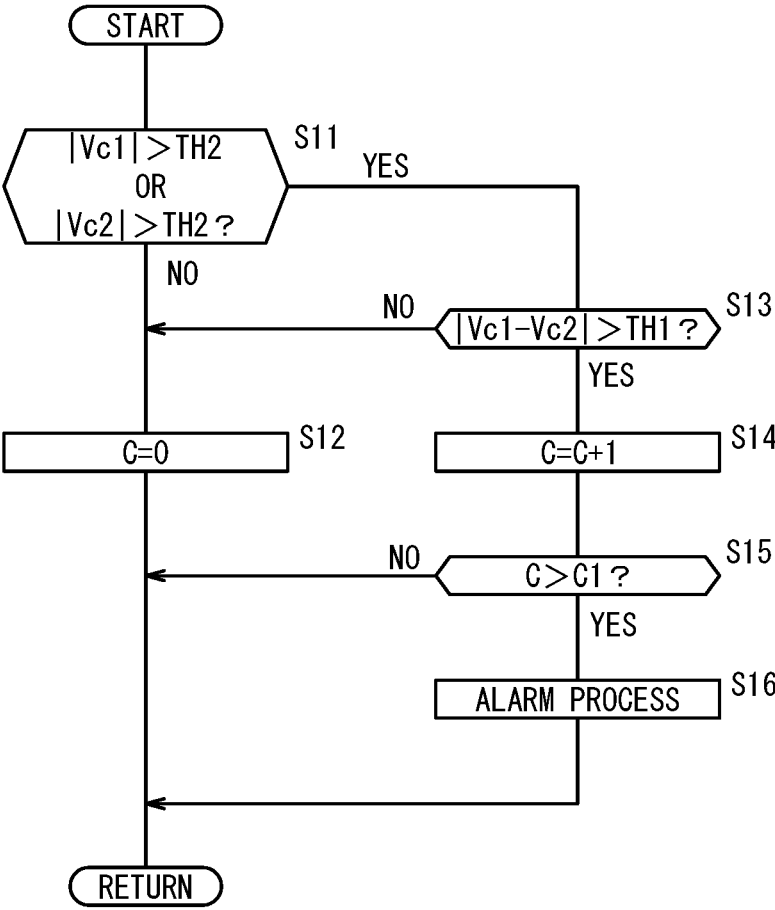 START
|Vc1|>TH2
OR
|Vc2|>TH2?
S11
YES
NO
NO
|Vc1-Vc2|>TH1?
S13
YES
C=0
S12
C=C+1
S14
NO
C>C1?
S15
YES
ALARM PROCESS
S16
RETURN